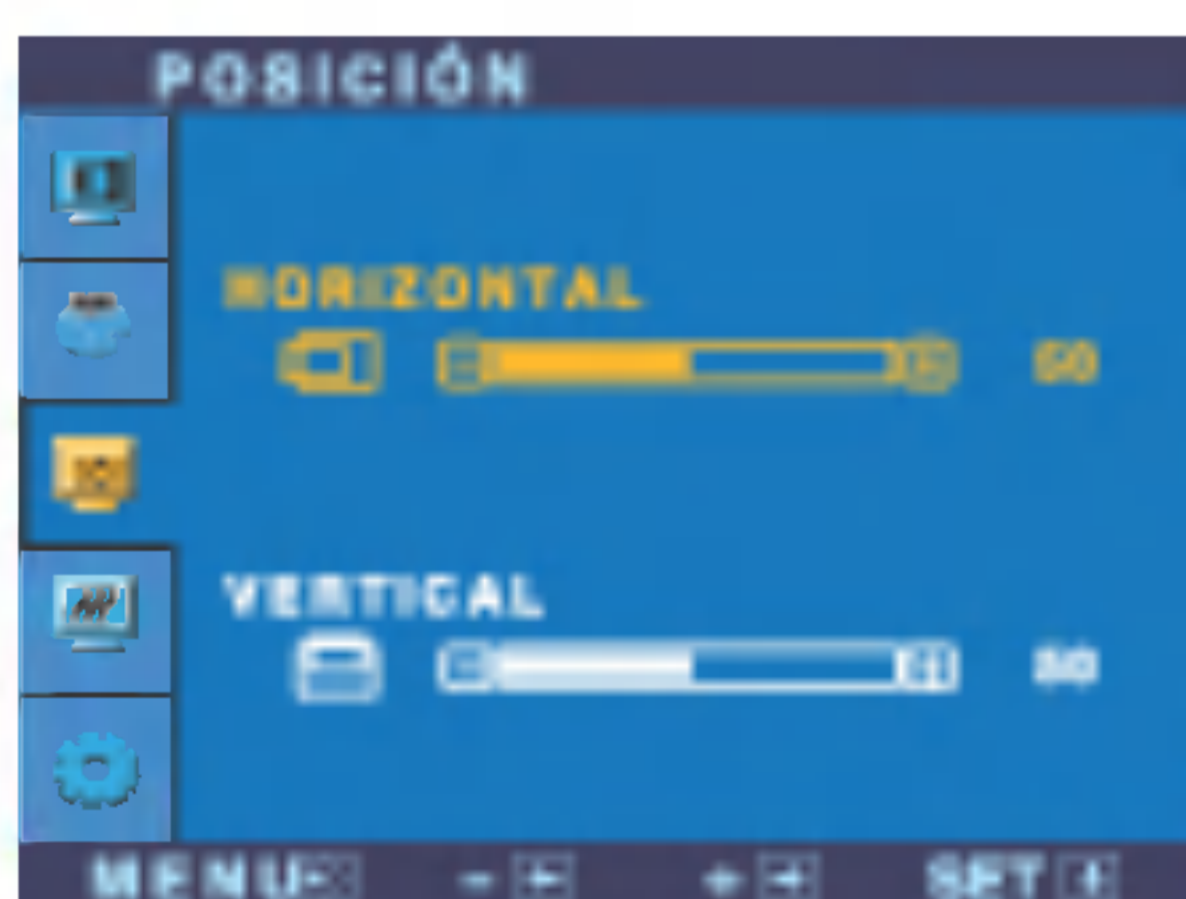 POSICIÓN
HORIZONTAL
50
VERTICAL
50
MENU - + SET